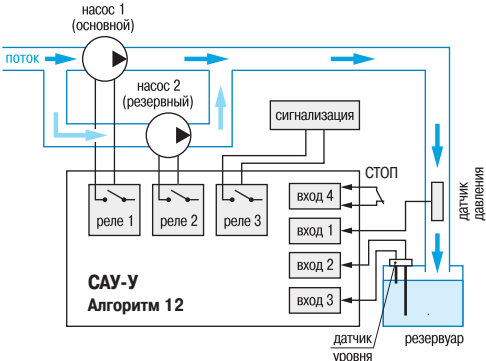 насос 1
(основной)
поток
насос 2
(резервный)
сигнализация
СТОП
датчик
давления
реле 1
реле 2
реле 3
вход 4
вход 1
вход 2
вход 3
САУ-У
Алгоритм 12
датчик
уровня
резервуар